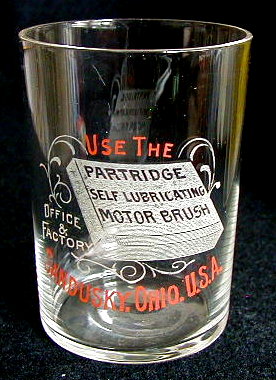 USE THE
PARTRIDGE
SELF LUBRICATING
MOTOR BRUSH
OFFICE
&
FACTORY
SANDUSKY, OHIO. U.S.A.